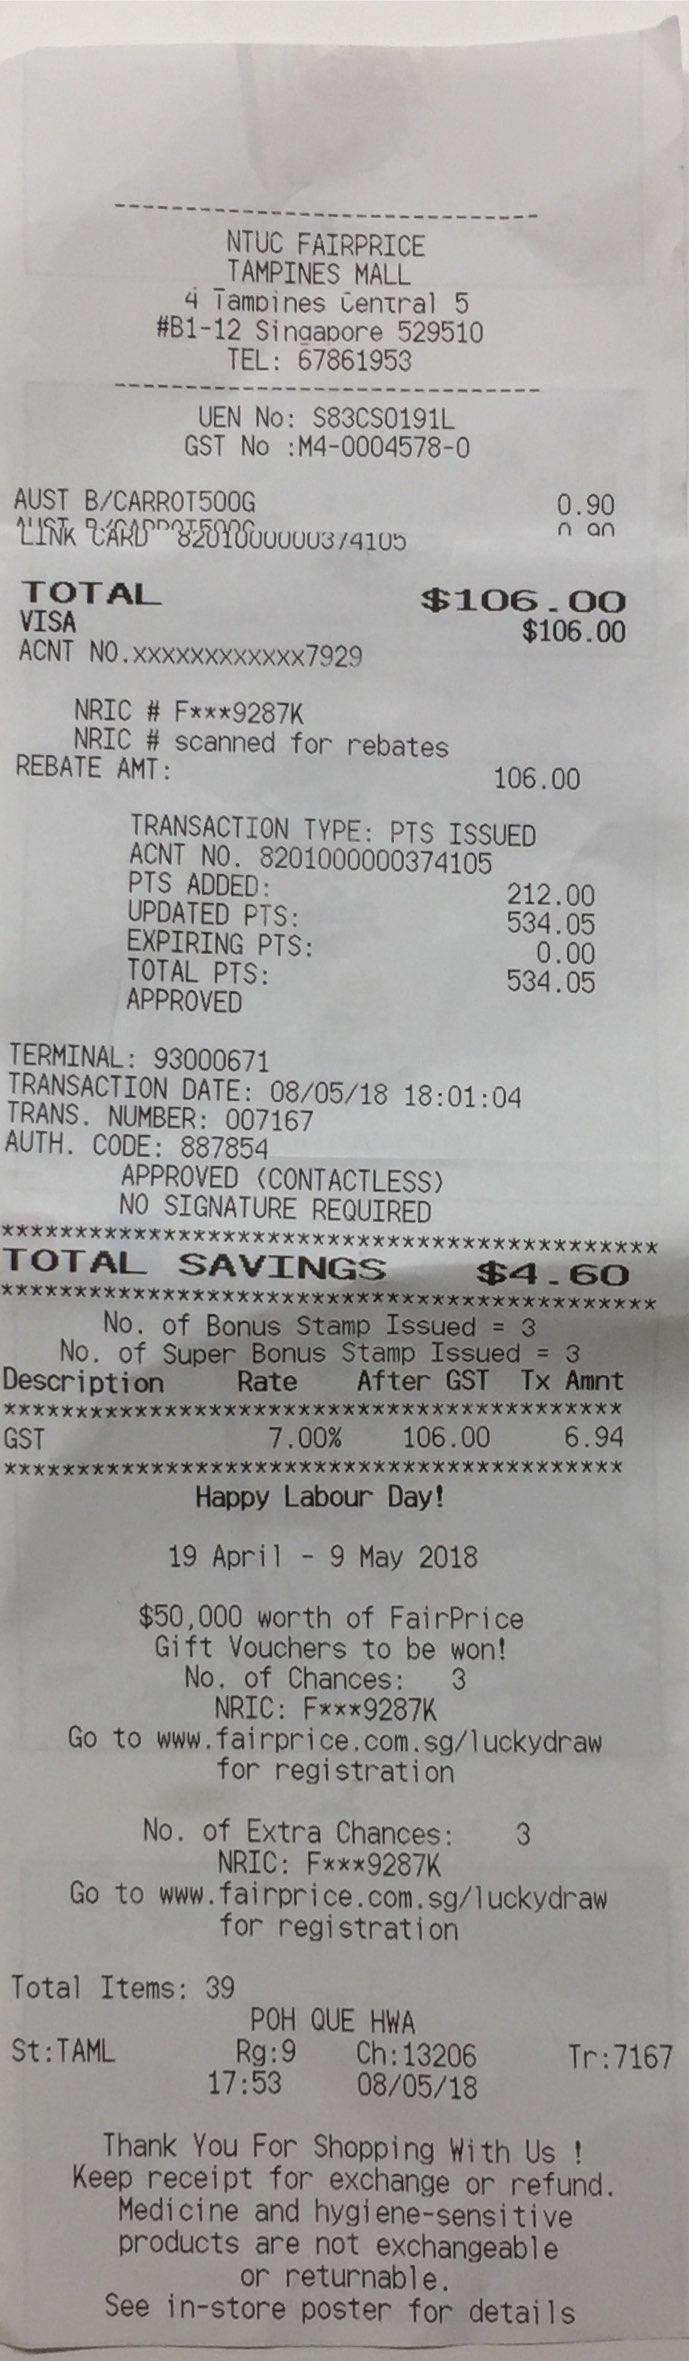 --------------------------------
NTUC FAIRPRICE
TAMPINES MALL
4 Tampines Central 5
#B1-12 Singapore 529510
TEL: 67861953
--------------------------------
UEN No: S83CS0191L
GST No :M4-0004578-0
AUST B/CARROT500G 0.90
AUST B/CARROT500G 0.90
LINK CARD 8201000000374105
TOTAL $106.00
VISA $106.00
ACNT NO.xxxxxxxxxxxx7929
NRIC # F***9287K
NRIC # scanned for rebates
REBATE AMT: 106.00
TRANSACTION TYPE: PTS ISSUED
ACNT NO. 8201000000374105
PTS ADDED: 212.00
UPDATED PTS: 534.05
EXPIRING PTS: 0.00
TOTAL PTS: 534.05
APPROVED
TERMINAL: 93000671
TRANSACTION DATE: 08/05/18 18:01:04
TRANS. NUMBER: 007167
AUTH. CODE: 887854
APPROVED (CONTACTLESS)
NO SIGNATURE REQUIRED
*********************************************
TOTAL SAVINGS $4.60
*********************************************
No. of Bonus Stamp Issued = 3
No. of Super Bonus Stamp Issued = 3
Description Rate After GST Tx Amnt
*******************************************
GST 7.00% 106.00 6.94
*******************************************
Happy Labour Day!
19 April - 9 May 2018
$50,000 worth of FairPrice
Gift Vouchers to be won!
No. of Chances: 3
NRIC: F***9287K
Go to www.fairprice.com.sg/luckydraw
for registration
No. of Extra Chances: 3
NRIC: F***9287K
Go to www.fairprice.com.sg/luckydraw
for registration
Total Items: 39
POH QUE HWA
St:TAML Rg:9 Ch:13206 Tr:7167
17:53 08/05/18
Thank You For Shopping With Us !
Keep receipt for exchange or refund.
Medicine and hygiene-sensitive
products are not exchangeable
or returnable.
See in-store poster for details